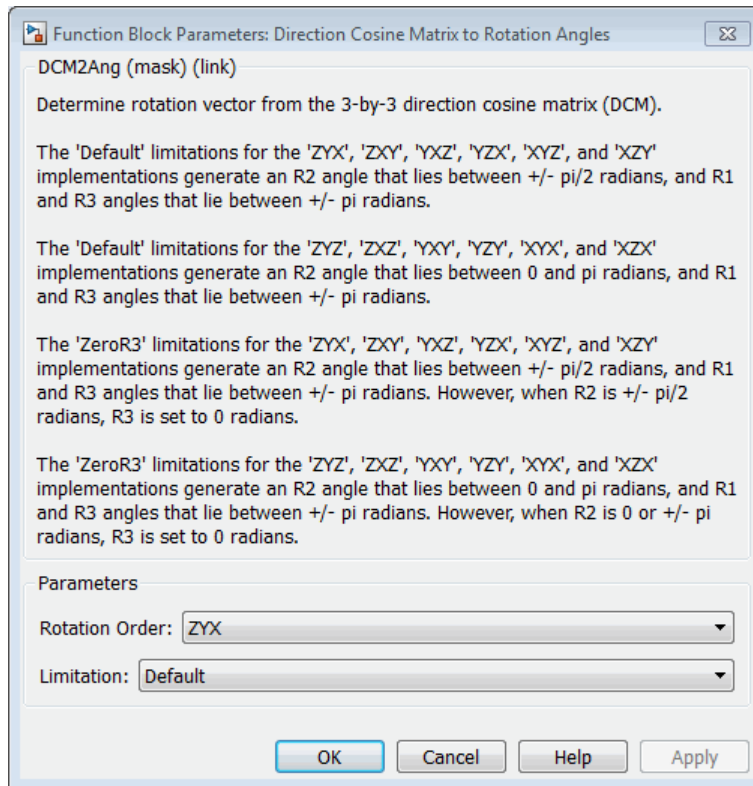 Function Block Parameters: Direction Cosine Matrix to Rotation Angles
DCM2Ang (mask) (link)
Determine rotation vector from the 3-by-3 direction cosine matrix (DCM).
The 'Default' limitations for the 'ZYX', 'ZXY', 'YXZ', 'YZX', 'XYZ', and 'XZY'
implementations generate an R2 angle that lies between +/- pi/2 radians, and R1
and R3 angles that lie between +/- pi radians.
The 'Default' limitations for the 'ZYZ', 'ZXZ', 'YXY', 'YZY', 'XYX', and 'XZX'
implementations generate an R2 angle that lies between 0 and pi radians, and R1
and R3 angles that lie between +/- pi radians.
The 'ZeroR3' limitations for the 'ZYX', 'ZXY', 'YXZ', 'YZX', 'XYZ', and 'XZY'
implementations generate an R2 angle that lies between +/- pi/2 radians, and R1
and R3 angles that lie between +/- pi radians. However, when R2 is +/- pi/2
radians, R3 is set to 0 radians.
The 'ZeroR3' limitations for the 'ZYZ', 'ZXZ', 'YXY', 'YZY', 'XYX', and 'XZX'
implementations generate an R2 angle that lies between 0 and pi radians, and R1
and R3 angles that lie between +/- pi radians. However, when R2 is 0 or +/- pi
radians, R3 is set to 0 radians.
Parameters
Rotation Order: ZYX
Limitation: Default
OK Cancel Help Apply